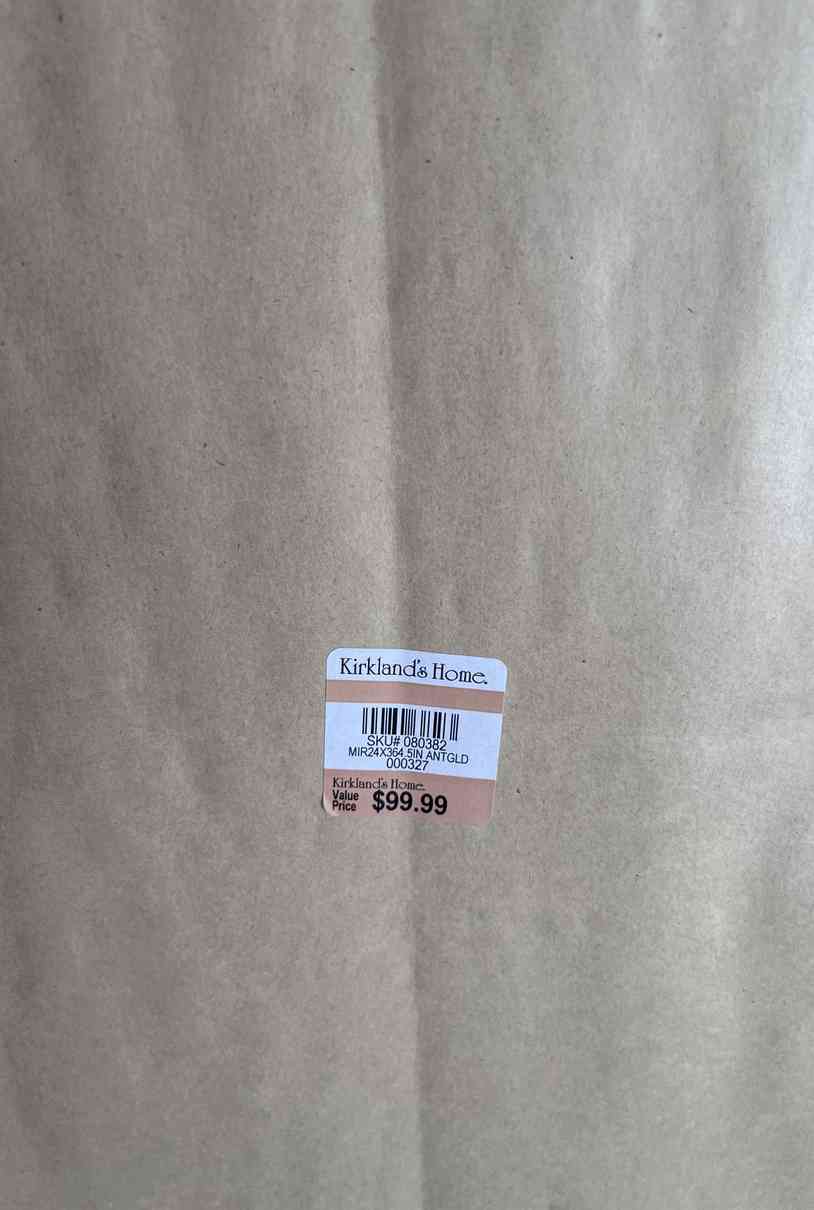 Kirkland's Home.
SKU# 080382
MIR24X364.5IN ANTGLD
000327
Kirkland's Home.
Value
Price $99.99